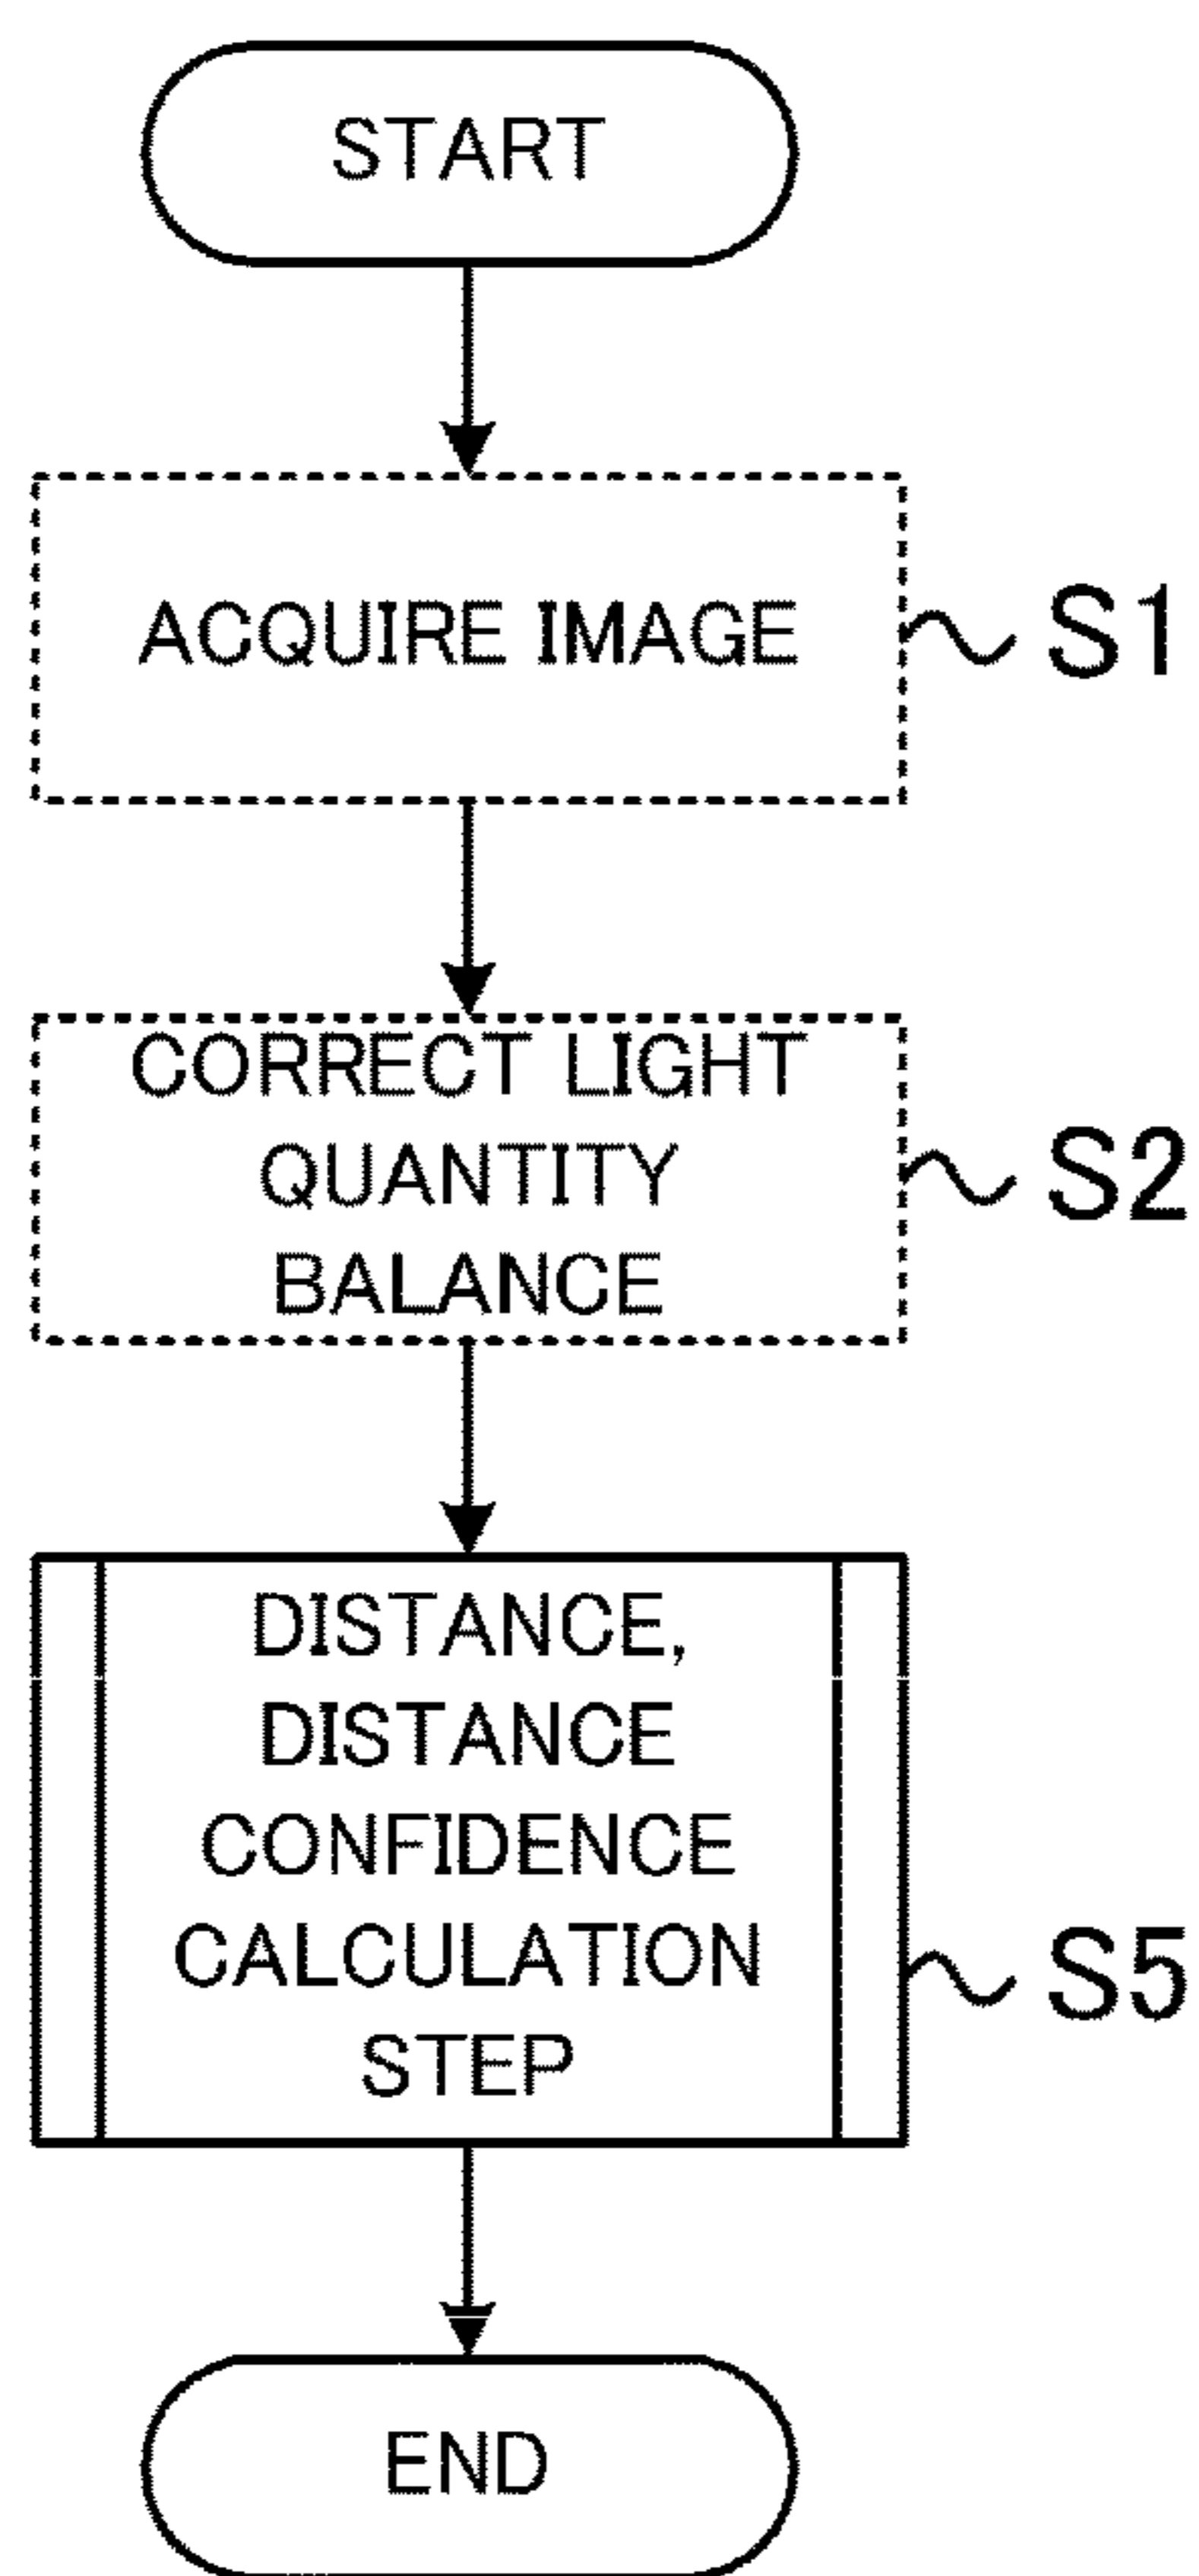 START
ACQUIRE IMAGE
S1
CORRECT LIGHT
QUANTITY
BALANCE
S2
DISTANCE,
DISTANCE
CONFIDENCE
CALCULATION
STEP
S5
END